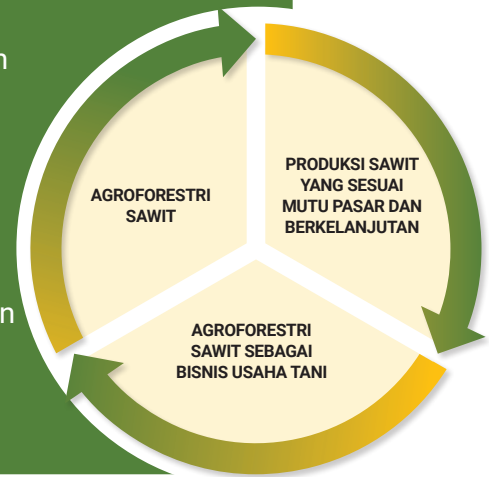 n
AGROFORESTRI
SAWIT
PRODUKSI SAWIT
YANG SESUAI
MUTU PASAR DAN
BERKELANJUTAN
n
AGROFORESTRI
SAWIT SEBAGAI
BISNIS USAHA TANI